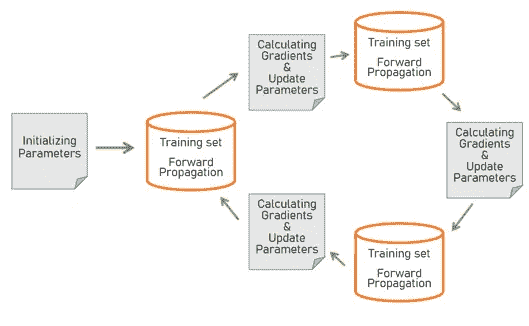 Initializing
Parameters
Training set
Forward
Propagation
Calculating
Gradients
&
Update
Parameters
Training set
Forward
Propagation
Calculating
Gradients
&
Update
Parameters
Training set
Forward
Propagation
Calculating
Gradients
&
Update
Parameters